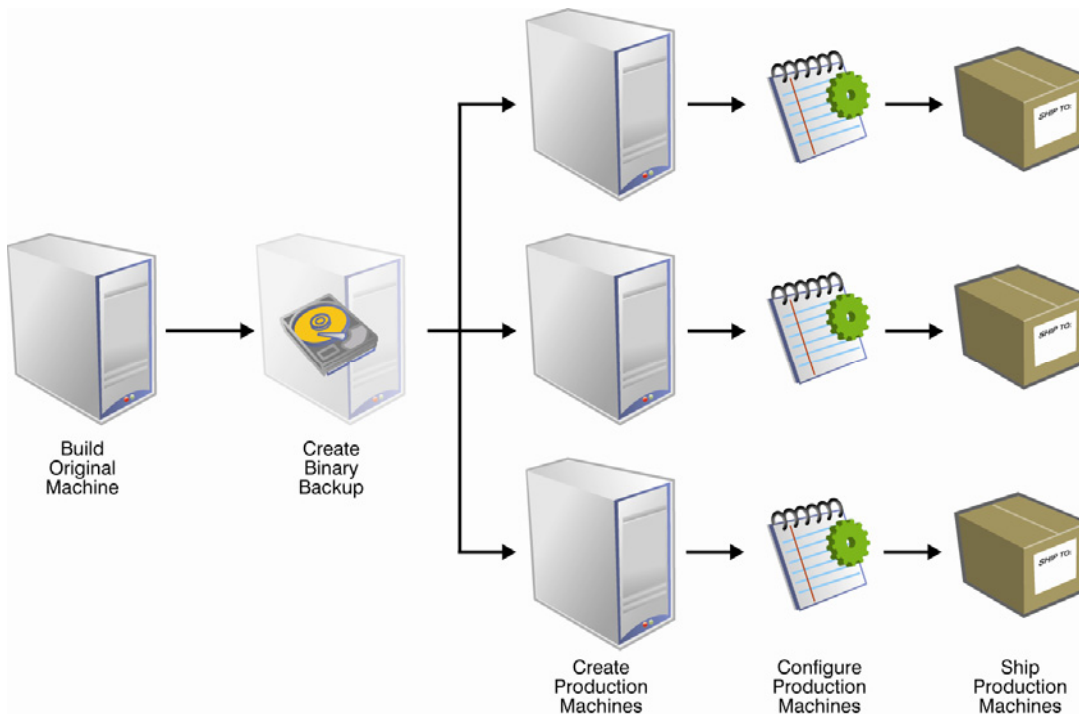 SHIP TO:
SHIP TO:
Build
Original
Machine
Create
Binary
Backup
SHIP TO:
Create
Production
Machines
Configure
Production
Machines
Ship
Production
Machines